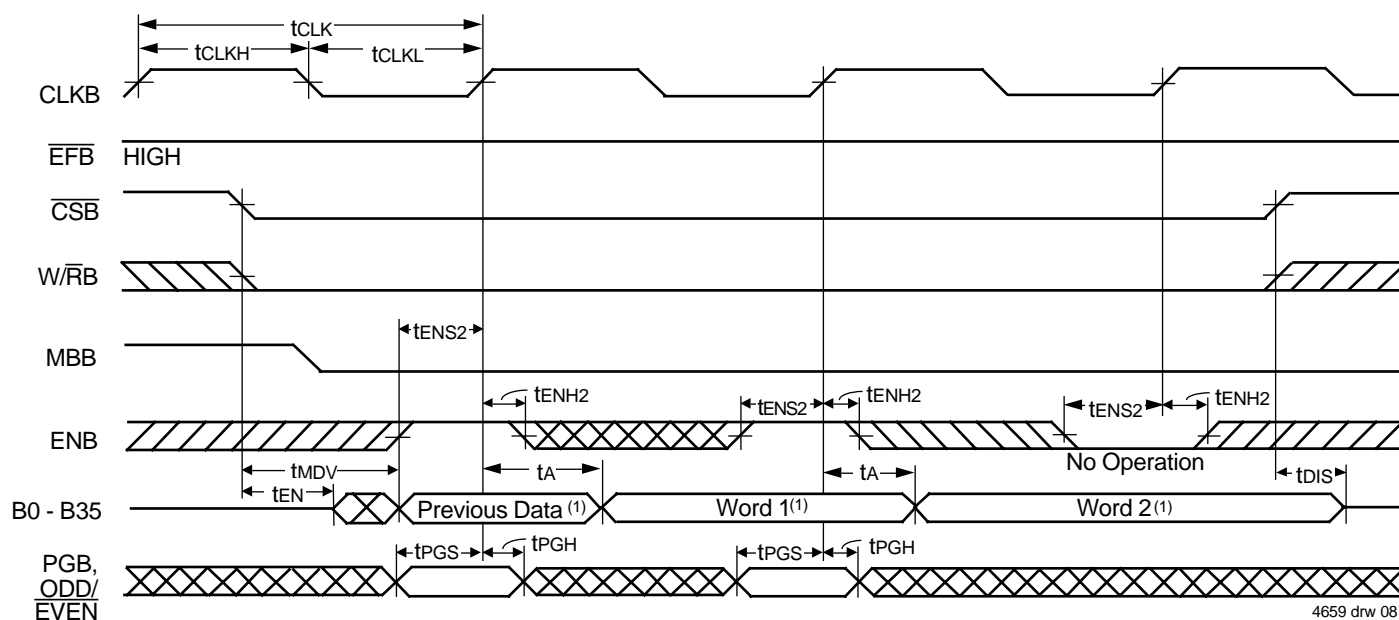 tCLK
tCLKH
tCLKL
CLKB
EFB HIGH
CSB
W/RB
tENS2
MBB
tENH2
tENS2
tENH2
tENS2
tENH2
ENB
No Operation
tMDV
tA
tA
tEN
tDIS
B0 - B35
Previous Data (1)
Word 1(1)
Word 2(1)
tPGS
tPGH
tPGS
tPGH
PGB,
ODD/
EVEN
4659 drw 08